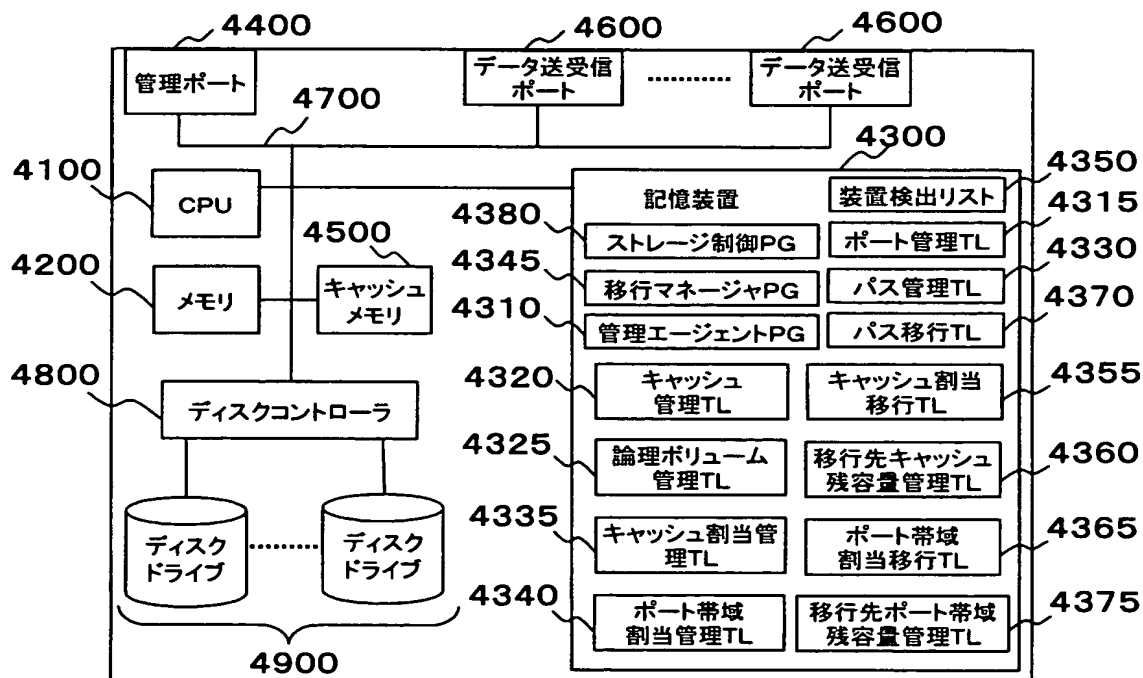 4400
4600
4600
管理ポート
データ送受信
ポート
データ送受信
ポート
4700
4300
4100
CPU
記憶装置
装置検出リスト
4350
4380
ストレージ制御PG
ポート管理TL
4315
4500
4345
移行マネージャPG
パス管理TL
4330
4200
メモリ
キャッシュ
メモリ
4310
管理エージェントPG
パス移行TL
4370
4800
ディスクコントローラ
4320
キャッシュ
管理TL
キャッシュ割当
移行TL
4355
4325
論理ボリューム
管理TL
移行先キャッシュ
残容量管理TL
4360
ディスク
ドライブ
ディスク
ドライブ
4335
キャッシュ割当管
理TL
ポート帯域
割当移行TL
4365
4340
ポート帯域
割当管理TL
移行先ポート帯域
残容量管理TL
4375
4900